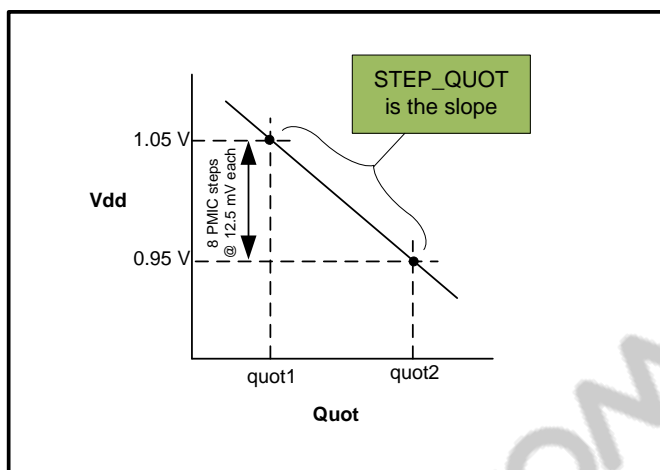 STEP_QUOT
is the slope
1.05 V
Vdd
8 PMIC steps
@ 12.5 mV each
0.95 V
quot1
quot2
Quot